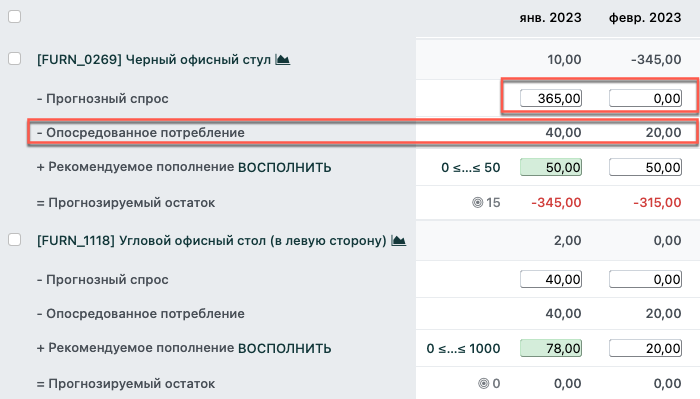 янв. 2023 февр. 2023
[FURN_0269] Черный офисный стул 10,00 -345,00
- Прогнозный спрос 365,00 0,00
- Опосредованное потребление 40,00 20,00
+ Рекомендуемое пополнение ВОСПОЛНИТЬ 0 ≤...≤ 50 50,00 50,00
= Прогнозируемый остаток 15 -345,00 -315,00
[FURN_1118] Угловой офисный стол (в левую сторону) 2,00 0,00
- Прогнозный спрос 40,00 0,00
- Опосредованное потребление 40,00 20,00
+ Рекомендуемое пополнение ВОСПОЛНИТЬ 0 ≤...≤ 1000 78,00 20,00
= Прогнозируемый остаток 0 0,00 0,00